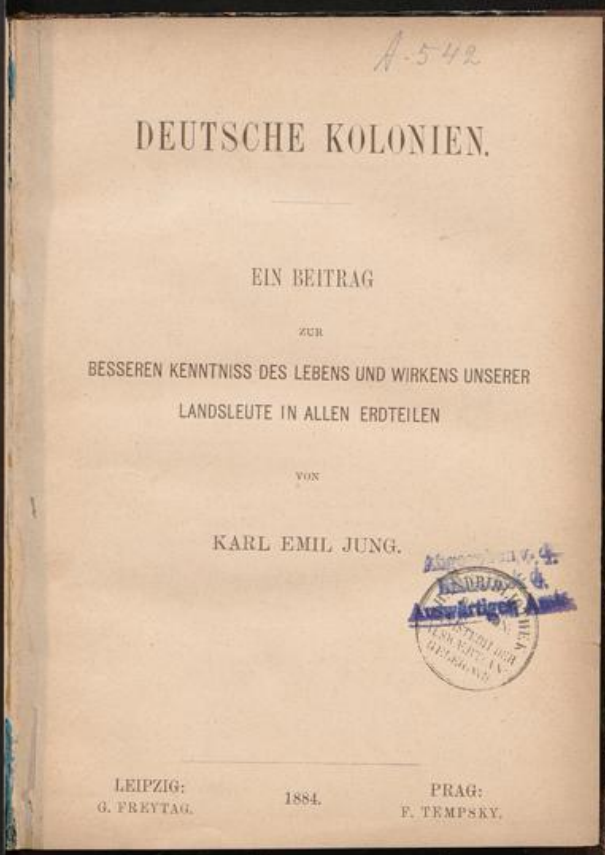 A-542
DEUTSCHE KOLONIEN.
EIN BEITRAG
ZUR
BESSEREN KENNTNISS DES LEBENS UND WIRKENS UNSERER
LANDSLEUTE IN ALLEN ERDTEILEN
VON
KARL EMIL JUNG.
Auswärtigen Amts.
LEIPZIG:
G. FREYTAG.
1884.
PRAG:
F. TEMPSKY.